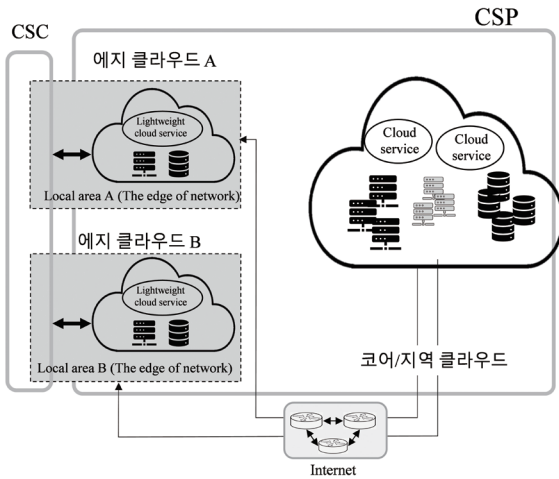 CSC
CSP
에지 클라우드 A
Lightweight
cloud service
Local area A (The edge of network)
Cloud
service
Cloud
service
에지 클라우드 B
Lightweight
cloud service
Local area B (The edge of network)
코어/지역 클라우드
Internet